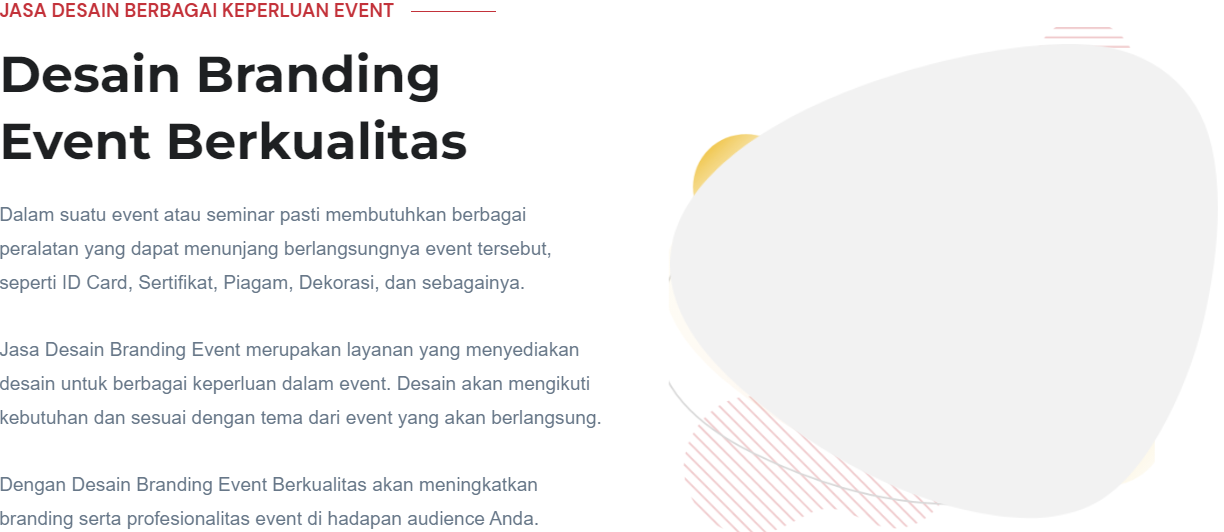 JASA DESAIN BERBAGAI KEPERLUAN EVENT
Desain Branding
Event Berkualitas
Dalam suatu event atau seminar pasti membutuhkan berbagai
peralatan yang dapat menunjang berlangsungnya event tersebut,
seperti ID Card, Sertifikat, Piagam, Dekorasi, dan sebagainya.
Jasa Desain Branding Event merupakan layanan yang menyediakan
desain untuk berbagai keperluan dalam event. Desain akan mengikuti
kebutuhan dan sesuai dengan tema dari event yang akan berlangsung.
Dengan Desain Branding Event Berkualitas akan meningkatkan
branding serta profesionalitas event di hadapan audience Anda.